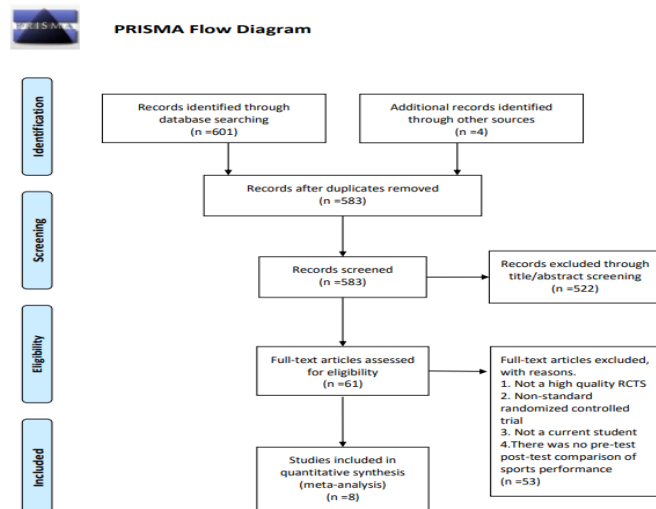 PRISMA
PRISMA Flow Diagram
Identification
Records identified through
database searching
(n =601)
Additional records identified
through other sources
(n =4)
Records after duplicates removed
(n =583)
Screening
Records screened
(n =583)
Records excluded through
title/abstract screening
(n =522)
Eligibility
Full-text articles assessed
for eligibility
(n =61)
Full-text articles excluded,
with reasons.
1. Not a high quality RCTS
2. Non-standard
randomized controlled
trial
3. Not a current student
4.There was no pre-test
post-test comparison of
sports performance
(n =53)
Included
Studies included in
quantitative synthesis
(meta-analysis)
(n =8)